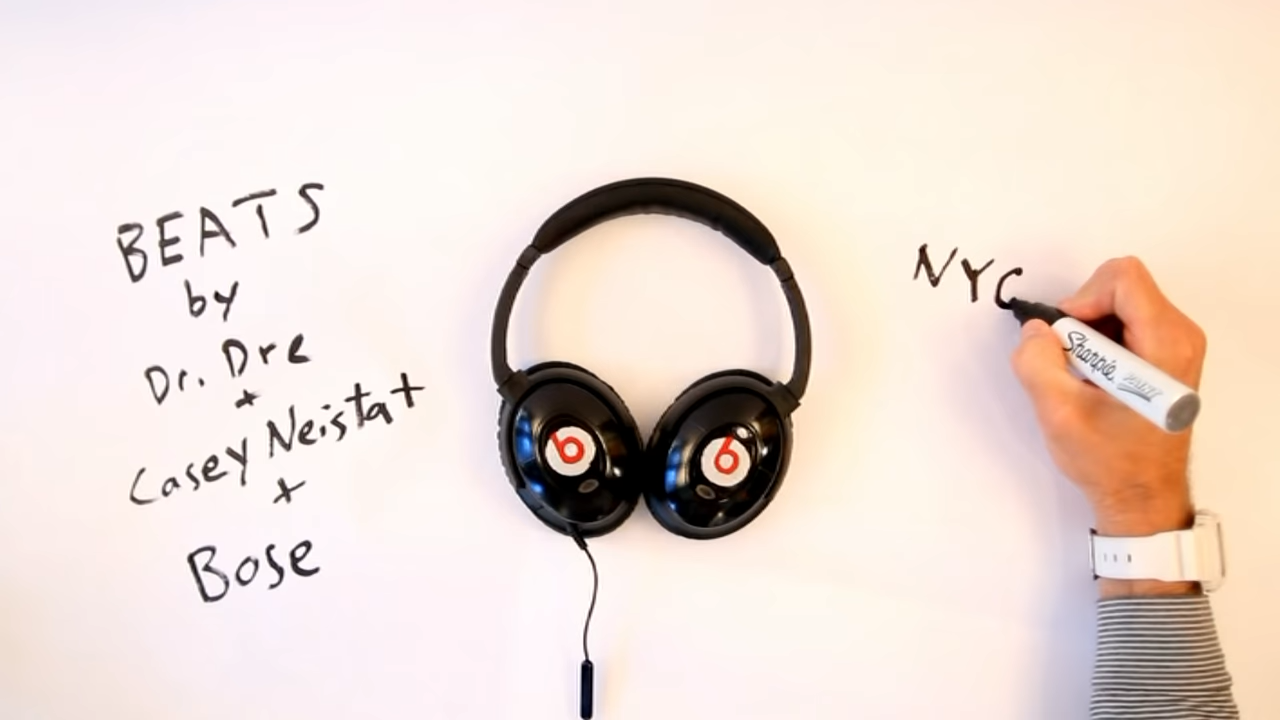 BEATS
by
Dr. Dre
+
Casey Neistat
+
Bose
b
b
NYC
Sharpie